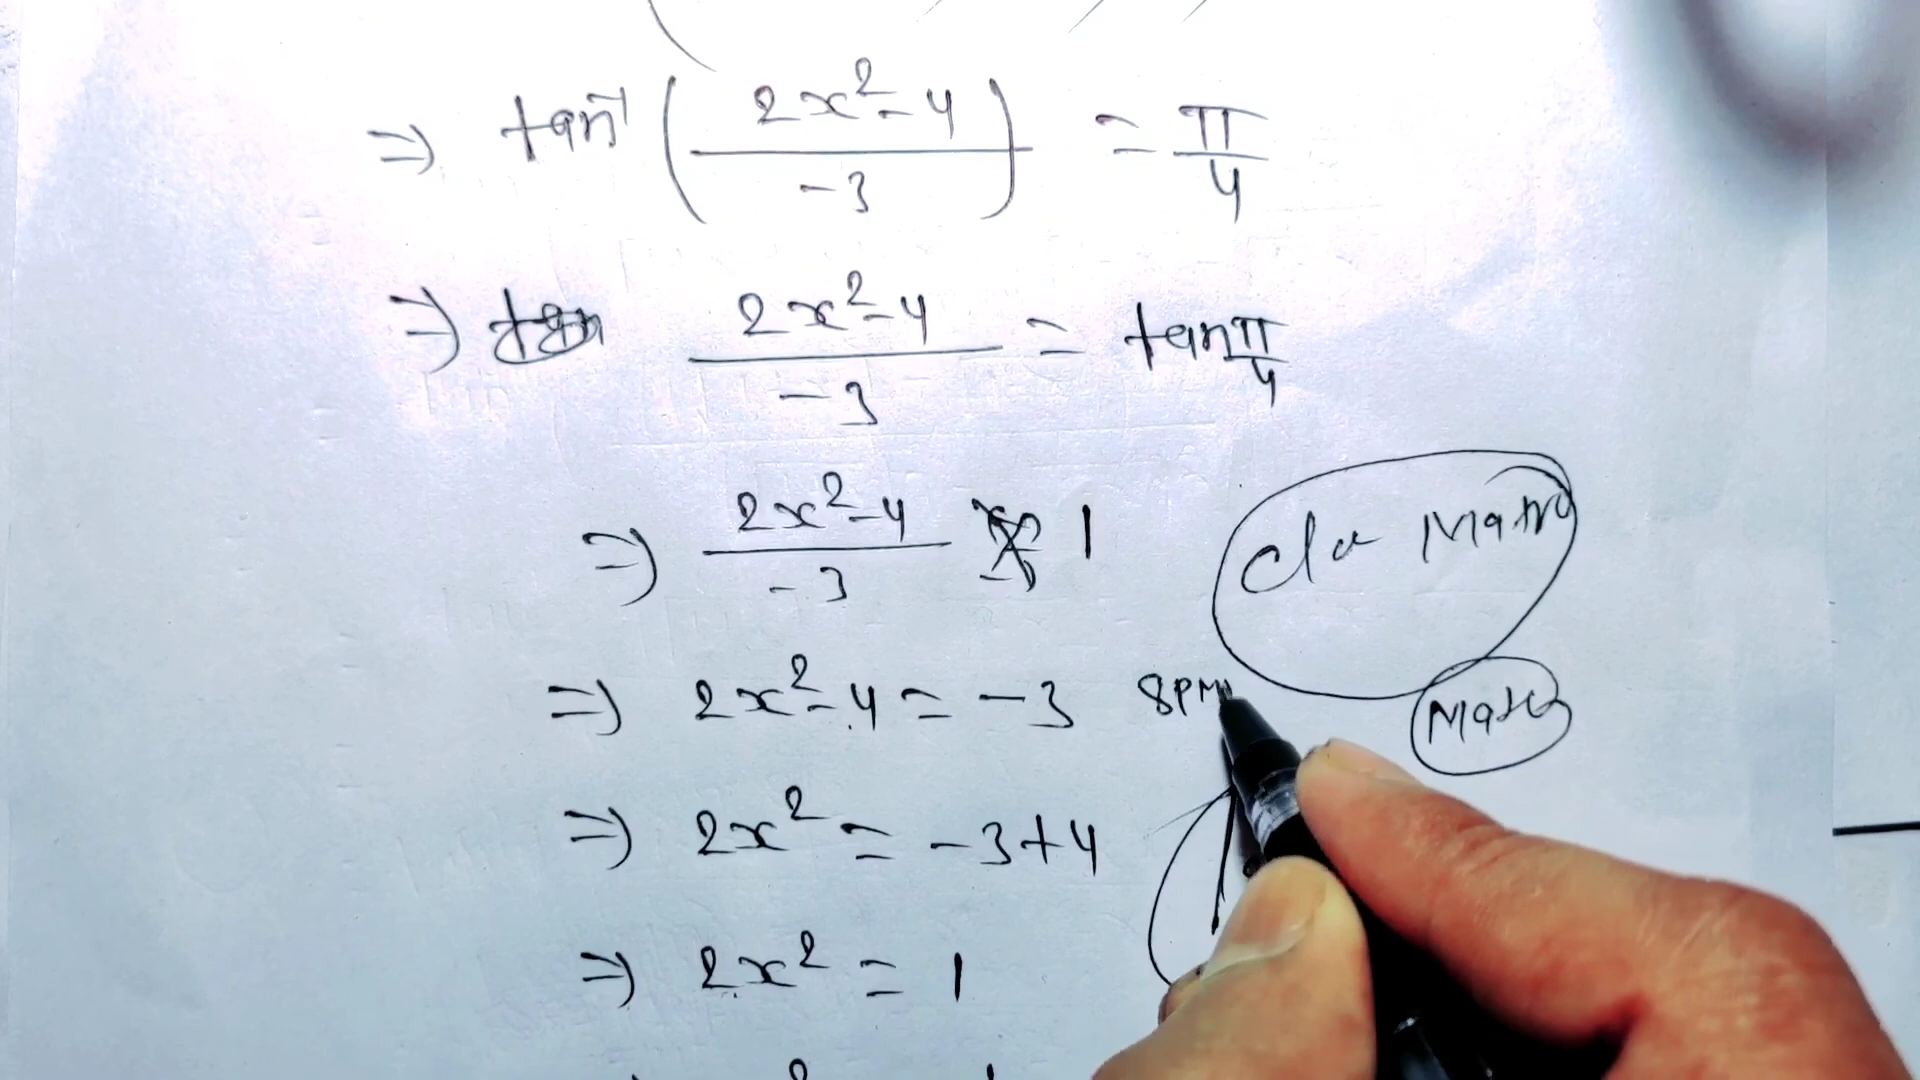 ⇒ tan⁻¹ ( (2x² - 4) / -3 ) = π/4
⇒ (2x² - 4) / -3 = tan π/4
⇒ (2x² - 4) / -3 = 1
⇒ 2x² - 4 = -3 8PM
⇒ 2x² = -3 + 4
⇒ 2x² = 1